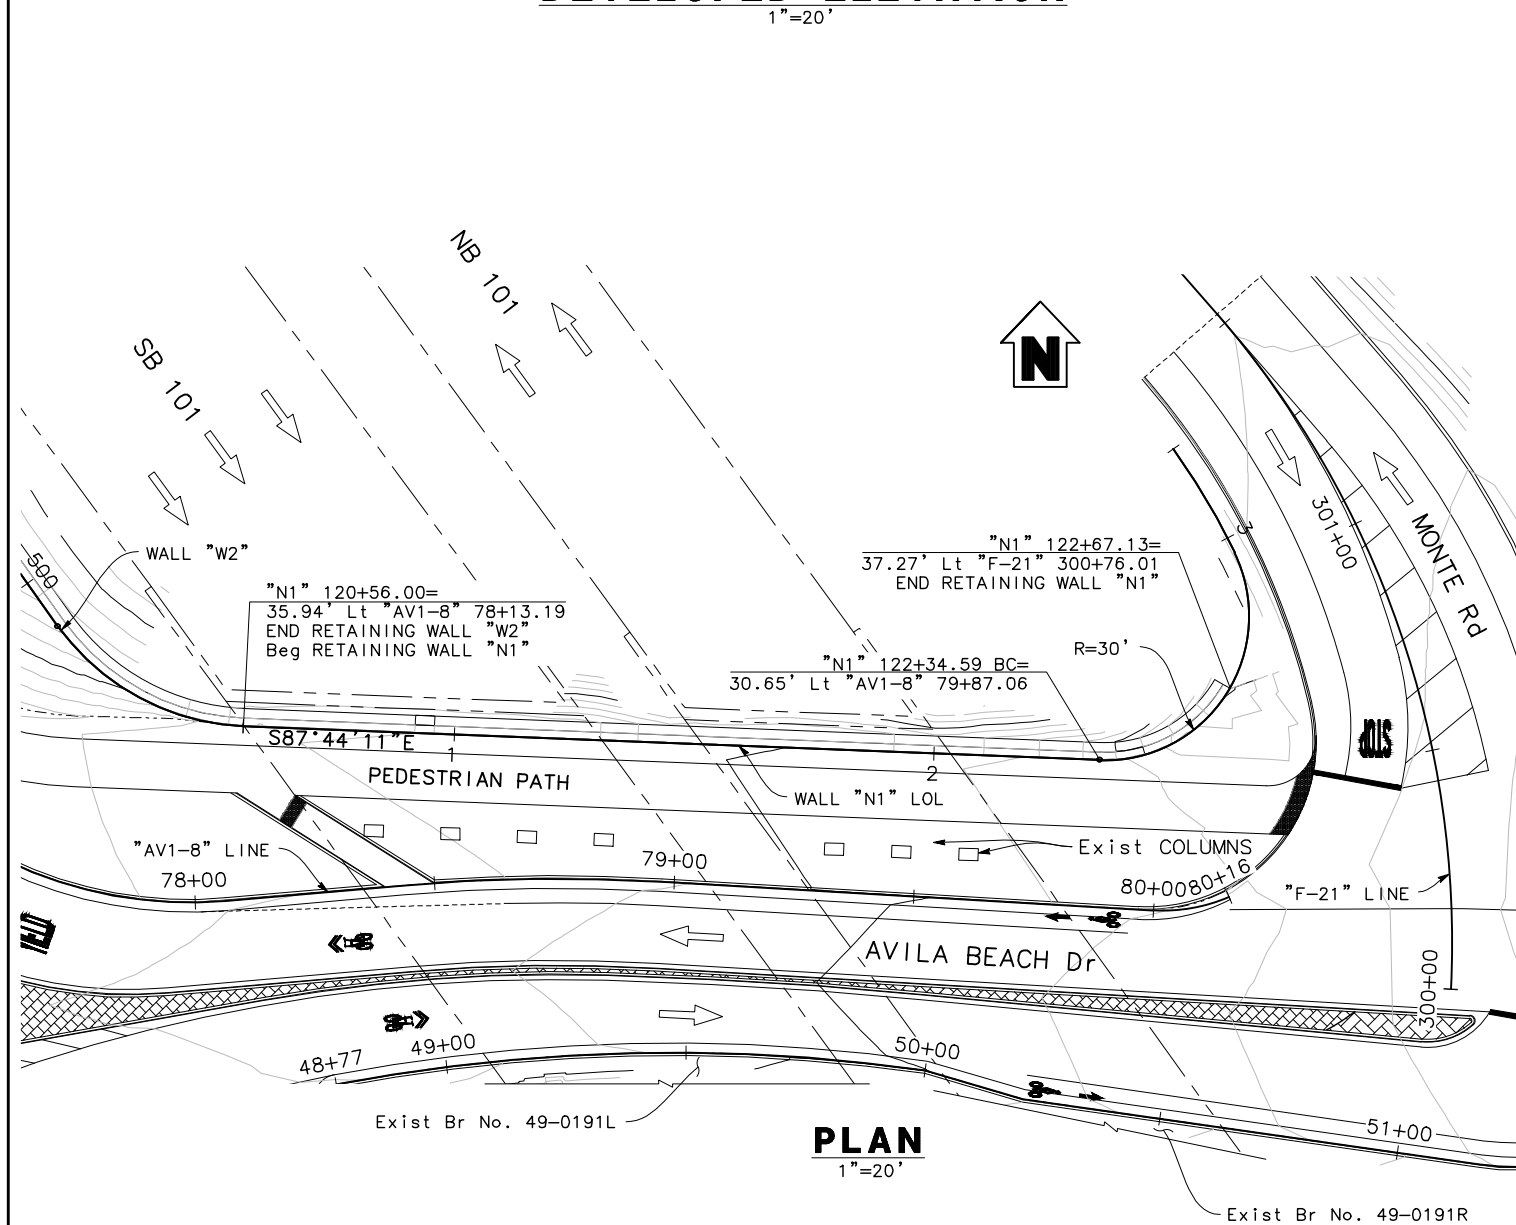 1"=20'
NB 101
SB 101
N
500
WALL "W2"
"N1" 120+56.00=
35.94' Lt "AV1-8" 78+13.19
END RETAINING WALL "W2"
Beg RETAINING WALL "N1"
"N1" 122+67.13=
37.27' Lt "F-21" 300+76.01
END RETAINING WALL "N1"
"N1" 122+34.59 BC=
30.65' Lt "AV1-8" 79+87.06
R=30'
3
301+00
MONTE Rd
STOP
S87°44'11"E
1
2
PEDESTRIAN PATH
WALL "N1" LOL
Exist COLUMNS
"AV1-8" LINE
78+00
79+00
80+00
80+16
"F-21" LINE
AVILA BEACH Dr
300+00
48+77
49+00
50+00
51+00
Exist Br No. 49-0191L
PLAN
1"=20'
Exist Br No. 49-0191R